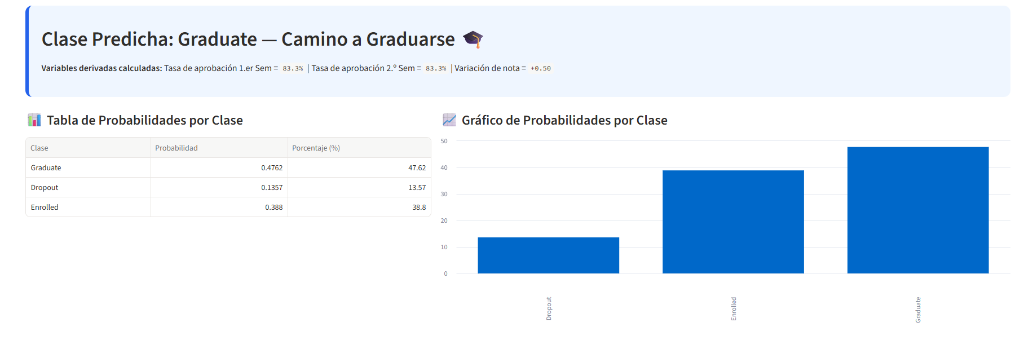 Clase Predicha: Graduate — Camino a Graduarse 🎓
Variables derivadas calculadas: Tasa de aprobación 1.er Sem = 83.3% | Tasa de aprobación 2.º Sem = 83.3% | Variación de nota = +0.50
📊 Tabla de Probabilidades por Clase
Clase Probabilidad Porcentaje (%)
Graduate 0.4762 47.62
Dropout 0.1357 13.57
Enrolled 0.388 38.8
📈 Gráfico de Probabilidades por Clase
50
40
30
20
10
0
Dropout
Enrolled
Graduate